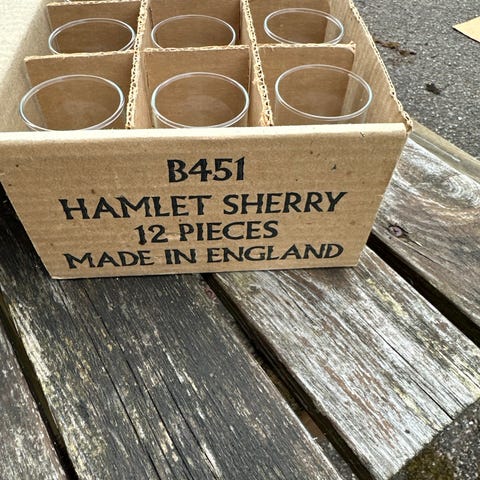 B451
HAMLET SHERRY
12 PIECES
MADE IN ENGLAND